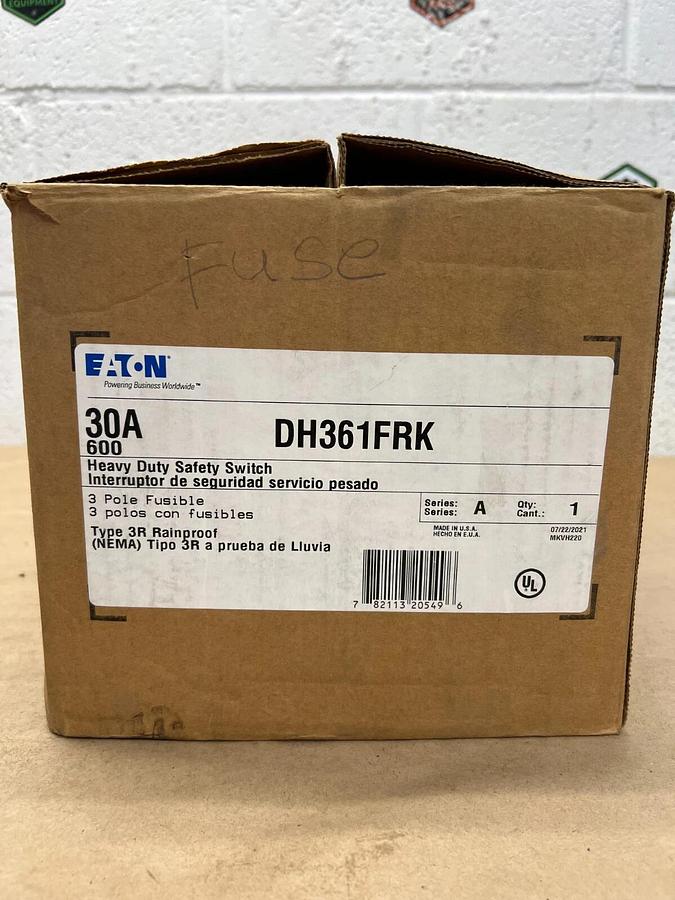 EQUIPMENT
Fuse
EATON®
Powering Business Worldwide™
30A
600
DH361FRK
Heavy Duty Safety Switch
Interruptor de seguridad servicio pesado
3 Pole Fusible
3 polos con fusibles
Series: A Qty: 1
Series: Cant.:
Type 3R Rainproof
(NEMA) Tipo 3R a prueba de Lluvia
MADE IN U.S.A.
HECHO EN E.U.A.
07/22/2021
MKVH220
7 82113 20549 6
UL